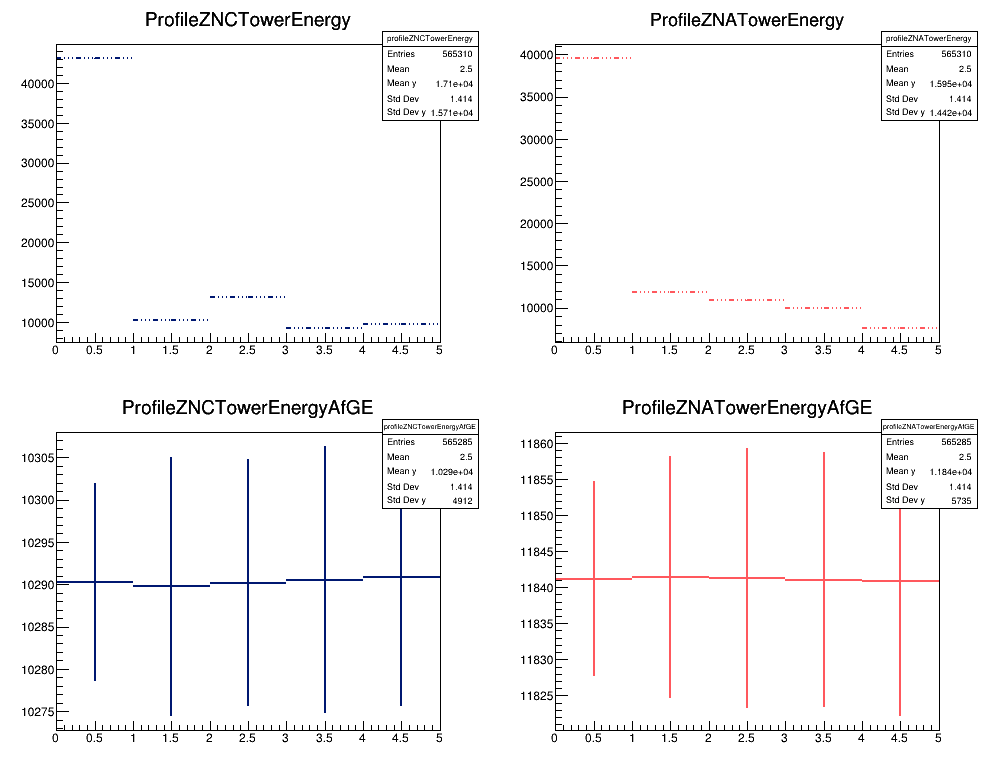 ProfileZNCTowerEnergy
profileZNCTowerEnergy
Entries 565310
Mean 2.5
Mean y 1.71e+04
Std Dev 1.414
Std Dev y 1.571e+04
40000
35000
30000
25000
20000
15000
10000
0 0.5 1 1.5 2 2.5 3 3.5 4 4.5 5
ProfileZNATowerEnergy
profileZNATowerEnergy
Entries 565310
Mean 2.5
Mean y 1.595e+04
Std Dev 1.414
Std Dev y 1.442e+04
40000
35000
30000
25000
20000
15000
10000
0 0.5 1 1.5 2 2.5 3 3.5 4 4.5 5
ProfileZNCTowerEnergyAfGE
profileZNCTowerEnergyAfGE
Entries 565285
Mean 2.5
Mean y 1.029e+04
Std Dev 1.414
Std Dev y 4912
10305
10300
10295
10290
10285
10280
10275
0 0.5 1 1.5 2 2.5 3 3.5 4 4.5 5
ProfileZNATowerEnergyAfGE
profileZNATowerEnergyAfGE
Entries 565285
Mean 2.5
Mean y 1.184e+04
Std Dev 1.414
Std Dev y 5735
11860
11855
11850
11845
11840
11835
11830
11825
0 0.5 1 1.5 2 2.5 3 3.5 4 4.5 5